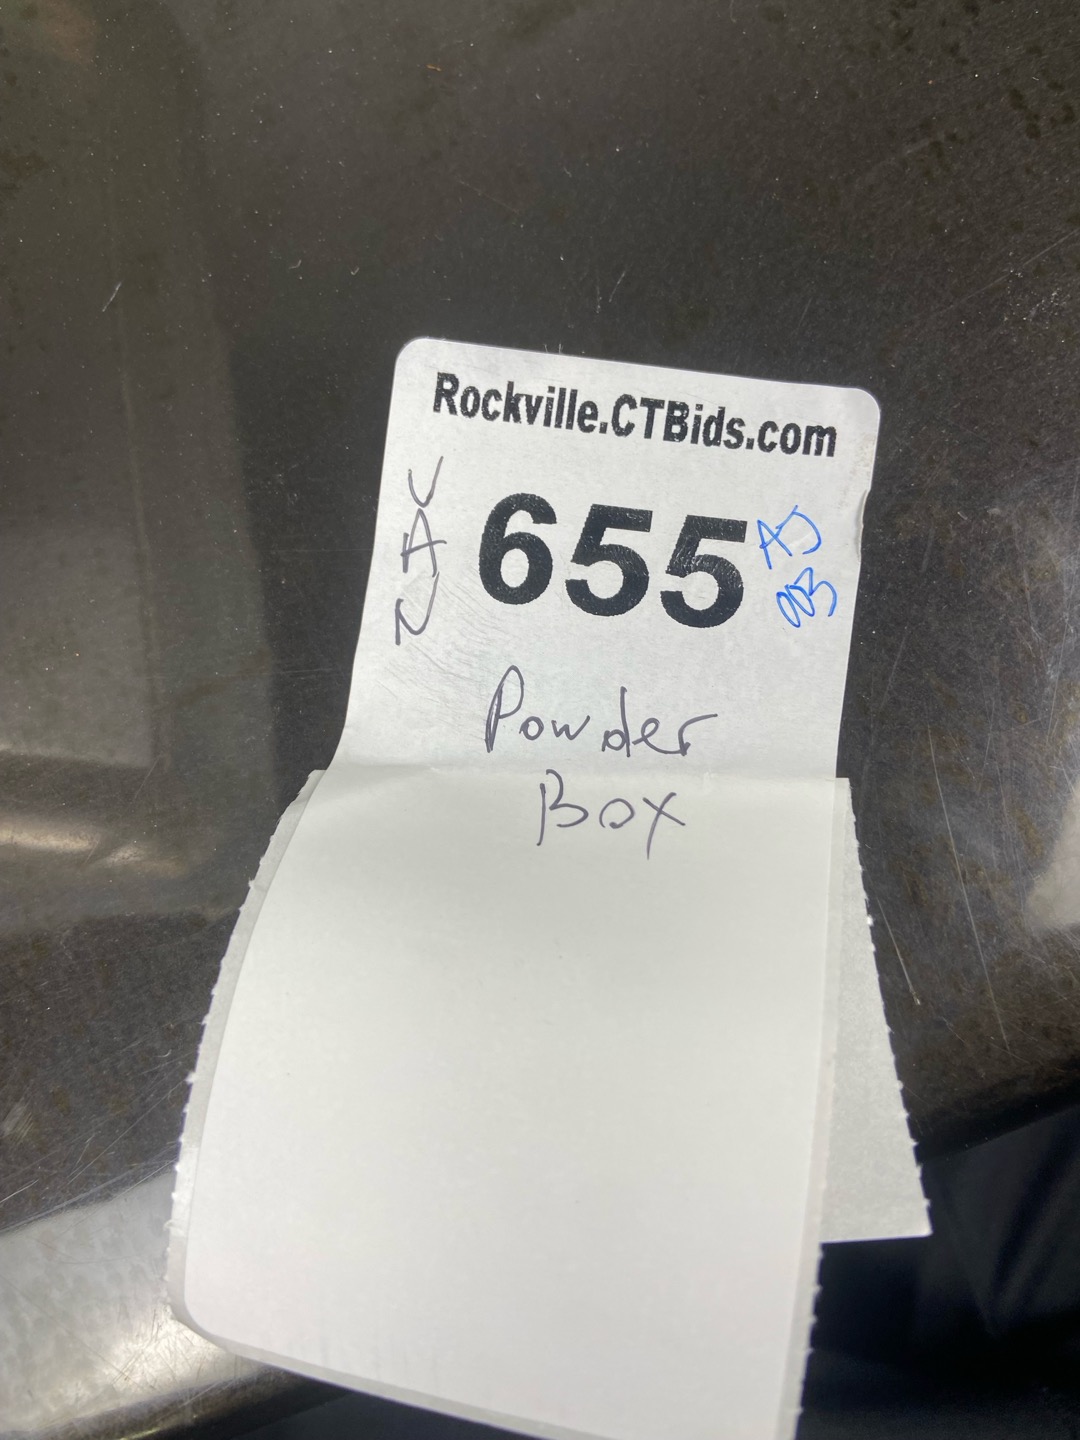 Rockville.CTBids.com
NAC
655
AJ
003
Powder
Box